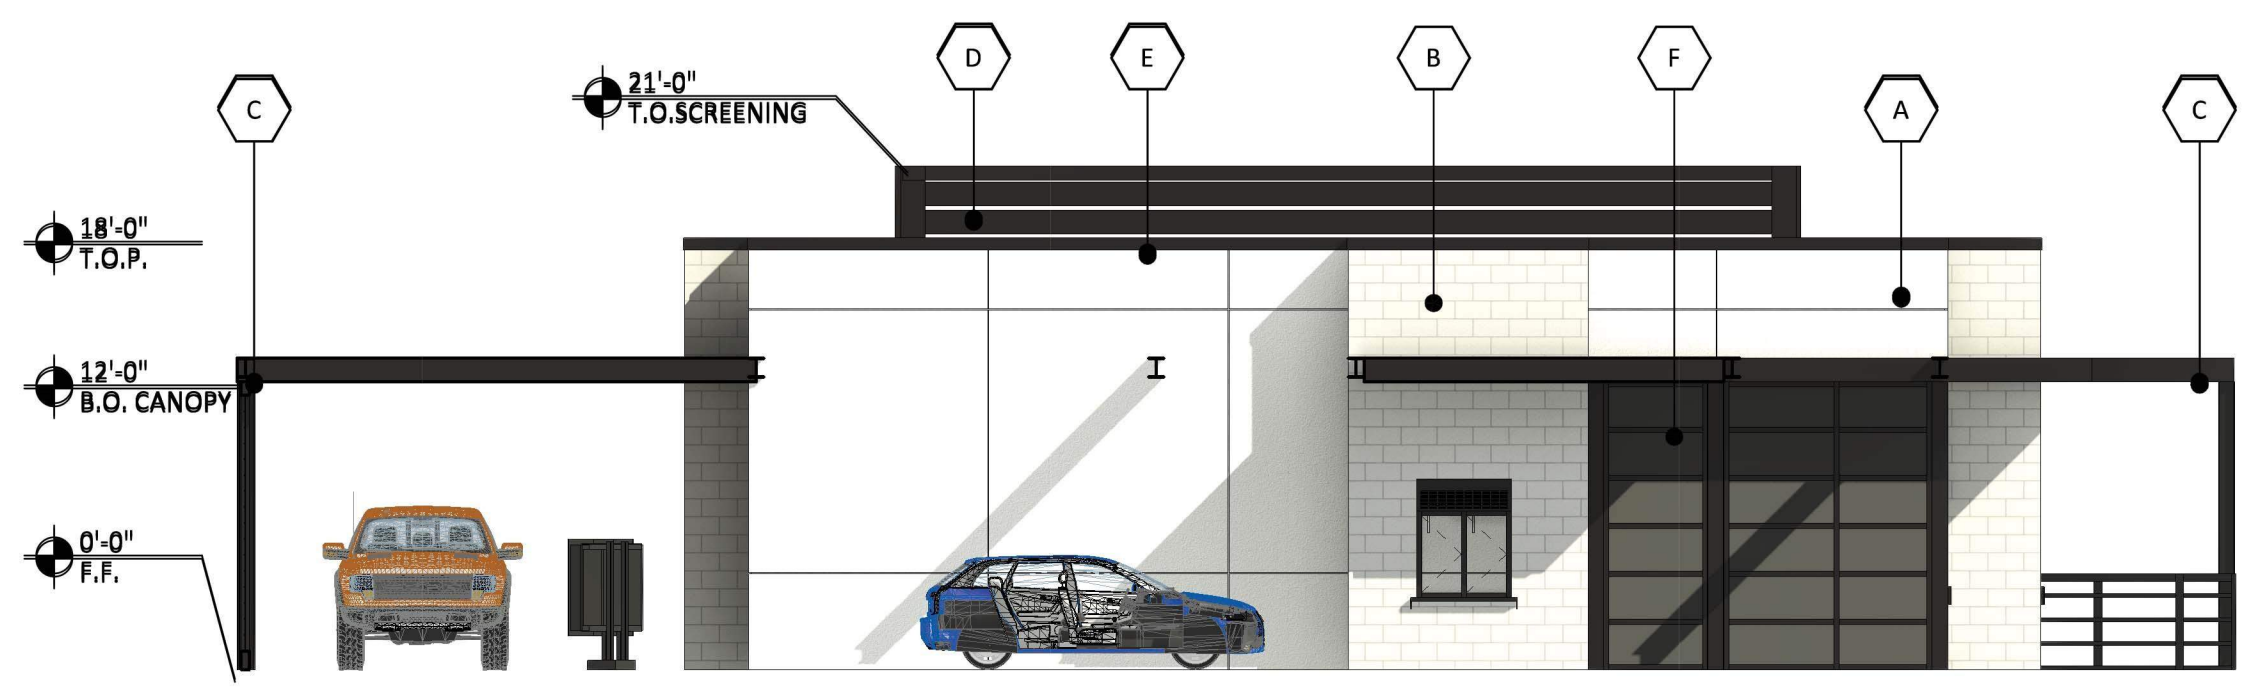 D
E
B
F
C
21'-0"
T.O.SCREENING
A
C
18'-0"
T.O.P.
12'-0"
B.O. CANOPY
0'-0"
F.F.